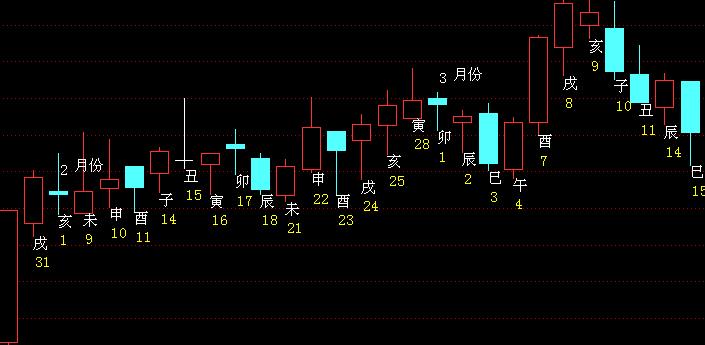 戌
31
2 月份
亥
1
未
9
申
10
酉
11
子
14
丑
15
寅
16
卯
17
辰
18
未
21
申
22
酉
23
戌
24
亥
25
寅
28
3 月份
卯
1
辰
2
巳
3
午
4
酉
7
戌
8
亥
9
子
10
丑
11
辰
14
巳
15